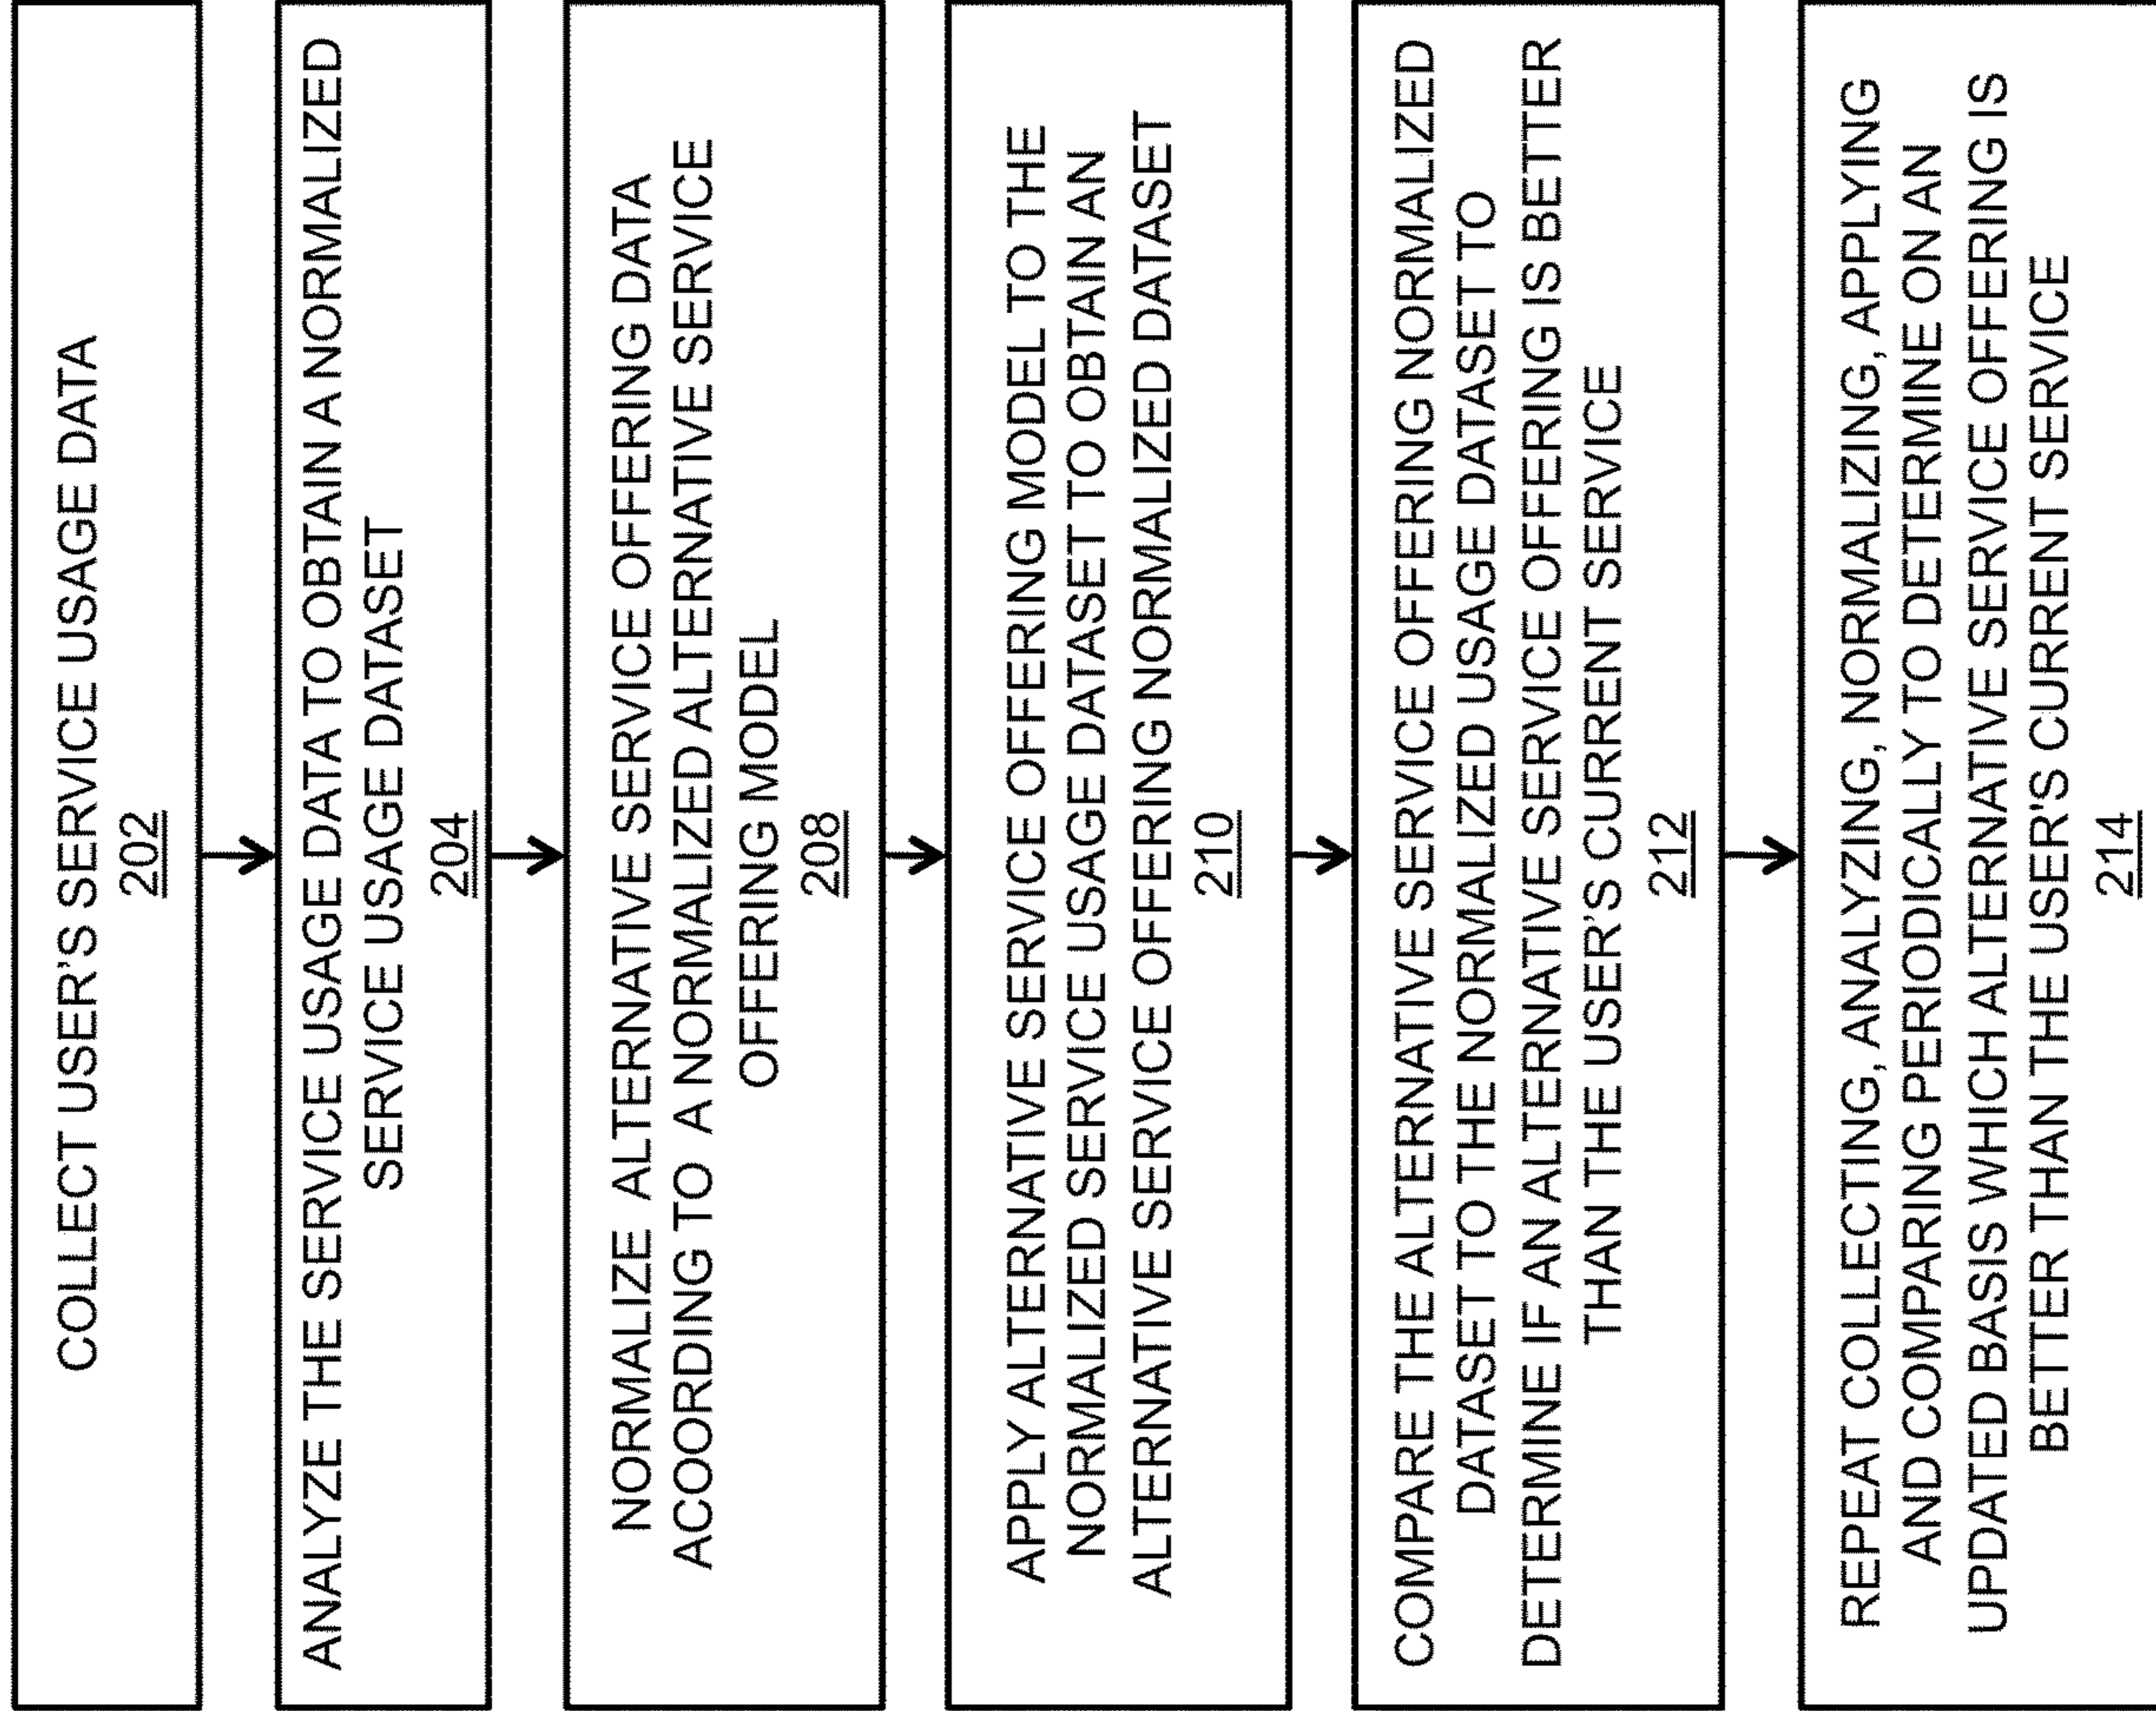 COLLECT USER'S SERVICE USAGE DATA
202
ANALYZE THE SERVICE USAGE DATA TO OBTAIN A NORMALIZED
SERVICE USAGE DATASET
204
NORMALIZE ALTERNATIVE SERVICE OFFERING DATA
ACOORDING TO A NORMALIZED ALTERNATIVE SERVICE
OFFERING MODEL
208
APPLY ALTERNATIVE SERVICE OFFERING MODEL TO THE
NORMALIZED SERVICE USAGE DATASET TO OBTAIN AN
ALTERNATIVE SERVICE OFFERING NORMALIZED DATASET
210
COMPARE THE ALTERNATIVE SERVICE OFFERING NORMALIZED
DATASET TO THE NORMALIZED USAGE DATASET TO
DETERMINE IF AN ALTERNATIVE SERVICE OFFERING IS BETTER
THAN THE USER'S CURRENT SERVICE
212
REPEAT COLLECTING, ANALYZING, NORMALIZING, APPLYING
AND COMPARING PERIODICALLY TO DETERMINE ON AN
UPDATED BASIS WHICH ALTERNATIVE SERVICE OFFERING IS
BETTER THAN THE USER'S CURRENT SERVICE
214